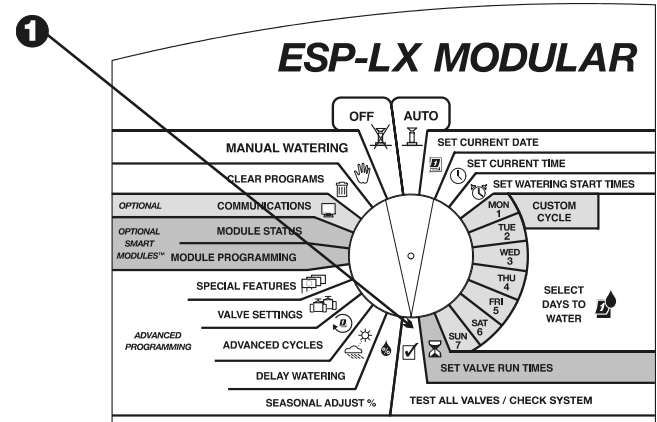 1
ESP-LX MODULAR
OFF
AUTO
MANUAL WATERING
CLEAR PROGRAMS
OPTIONAL
COMMUNICATIONS
OPTIONAL
SMART
MODULES™
MODULE STATUS
MODULE PROGRAMMING
SPECIAL FEATURES
VALVE SETTINGS
ADVANCED
PROGRAMMING
ADVANCED CYCLES
DELAY WATERING
SEASONAL ADJUST %
SET CURRENT DATE
SET CURRENT TIME
SET WATERING START TIMES
CUSTOM
CYCLE
MON
1
TUE
2
WED
3
THU
4
FRI
5
SAT
6
SUN
7
SELECT
DAYS TO
WATER
SET VALVE RUN TIMES
TEST ALL VALVES / CHECK SYSTEM